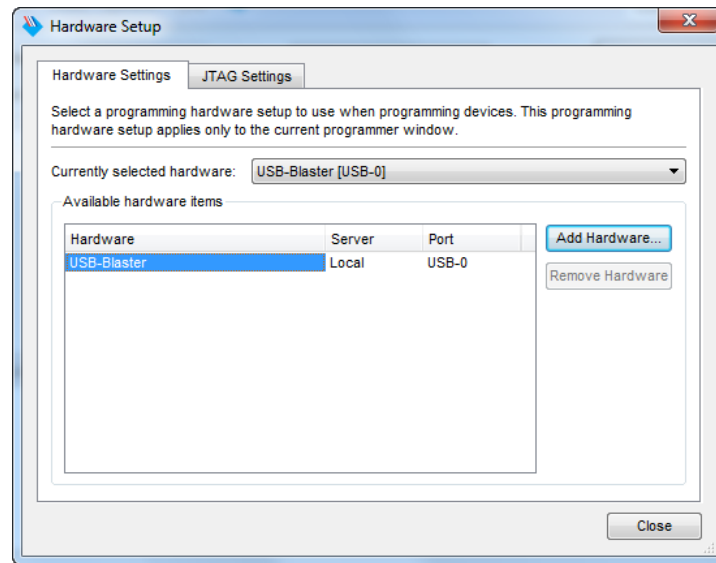 Hardware Setup
Hardware Settings
JTAG Settings
Select a programming hardware setup to use when programming devices. This programming
hardware setup applies only to the current programmer window.
Currently selected hardware: USB-Blaster [USB-0]
Available hardware items
Hardware Server Port
USB-Blaster Local USB-0
Add Hardware...
Remove Hardware
Close